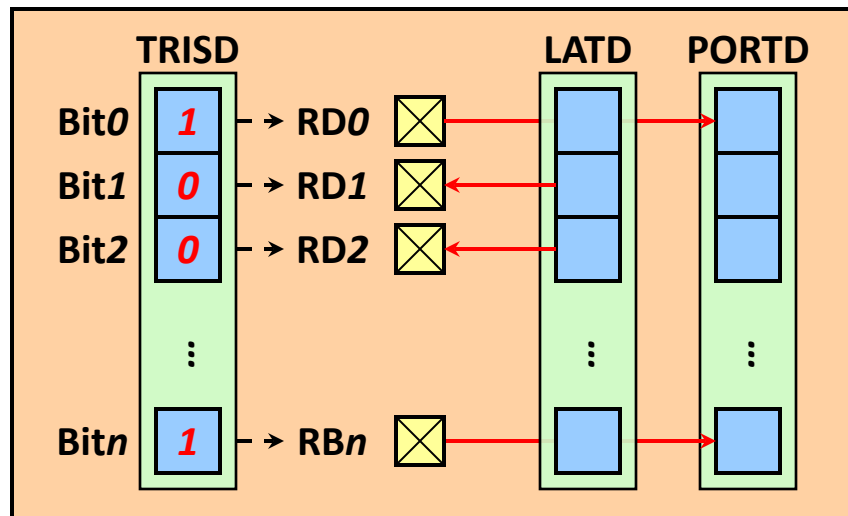 TRISD LATD PORTD
Bit0 1 RD0
Bit1 0 RD1
Bit2 0 RD2
... ... ...
Bitn 1 RBn